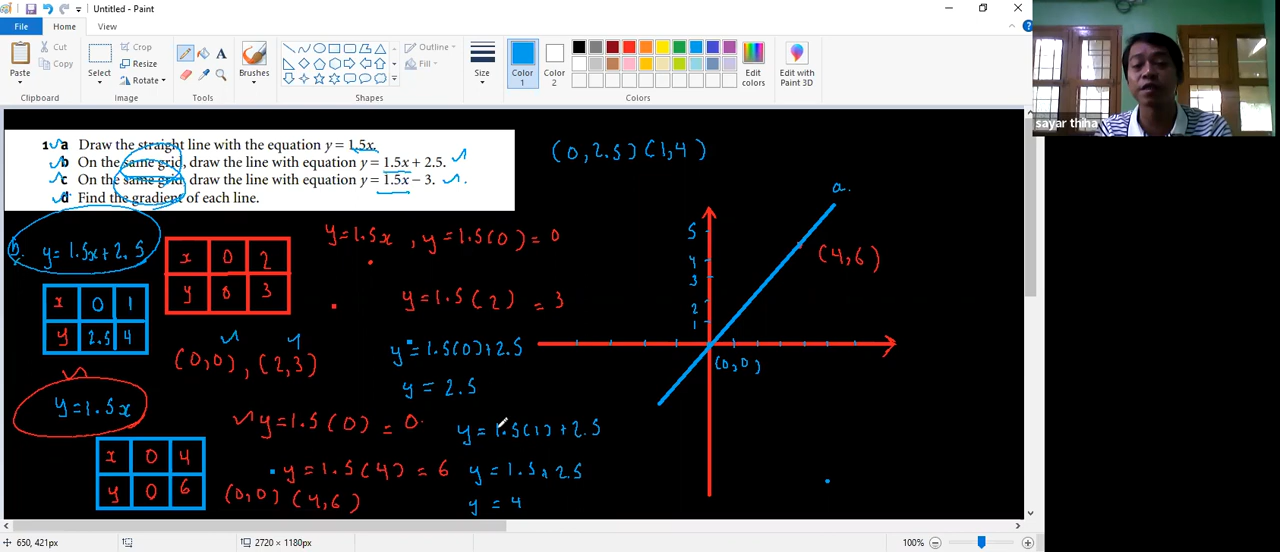 Untitled - Paint
File Home View
Paste
Cut
Copy
Clipboard
Select
Crop
Resize
Rotate
Image
Tools
Brushes
Shapes
Outline
Fill
Size
Color 1
Color 2
Edit colors
Colors
Edit with Paint 3D
sayar thiha
1 a Draw the straight line with the equation y = 1.5x.
b On the same grid, draw the line with equation y = 1.5x + 2.5.
c On the same grid, draw the line with equation y = 1.5x − 3.
d Find the gradient of each line.
(0, 2.5) (1, 4)
b. y = 1.5x + 2.5
x 0 1
y 2.5 4
x 0 2
y 0 3
(0,0), (2,3)
y = 1.5x
x 0 4
y 0 6
(0,0) (4,6)
y = 1.5x , y = 1.5(0) = 0
y = 1.5(2) = 3
y = 1.5(0) + 2.5
y = 2.5
y = 1.5(0) = 0
y = 1.5(4) = 6
y = 1.5(1) + 2.5
y = 1.5 + 2.5
y = 4
a.
5
4
3
2
1
(4,6)
(0,0)
650, 421px
2720 × 1180px
100%